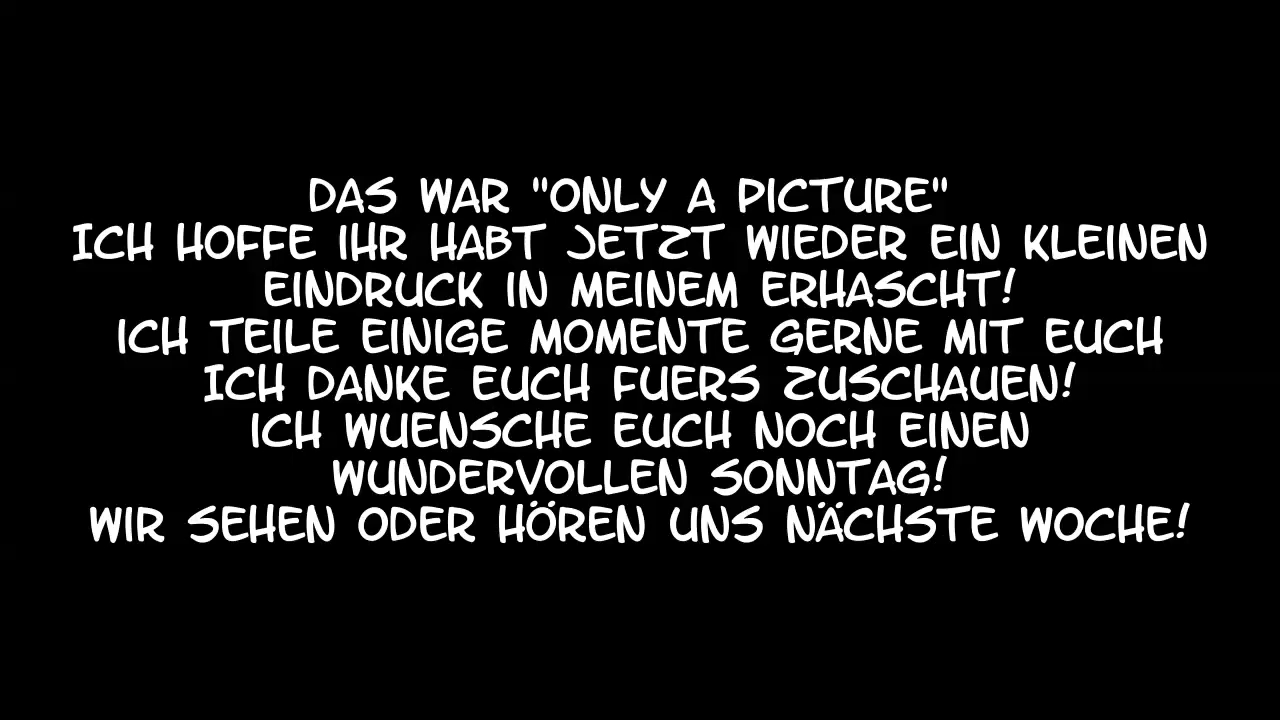 DAS WAR "ONLY A PICTURE"
ICH HOFFE IHR HABT JETZT WIEDER EIN KLEINEN
EINDRUCK IN MEINEM ERHASCHT!
ICH TEILE EINIGE MOMENTE GERNE MIT EUCH
ICH DANKE EUCH FUERS ZUSCHAUEN!
ICH WUENSCHE EUCH NOCH EINEN
WUNDERVOLLEN SONNTAG!
WIR SEHEN ODER HÖREN UNS NÄCHSTE WOCHE!